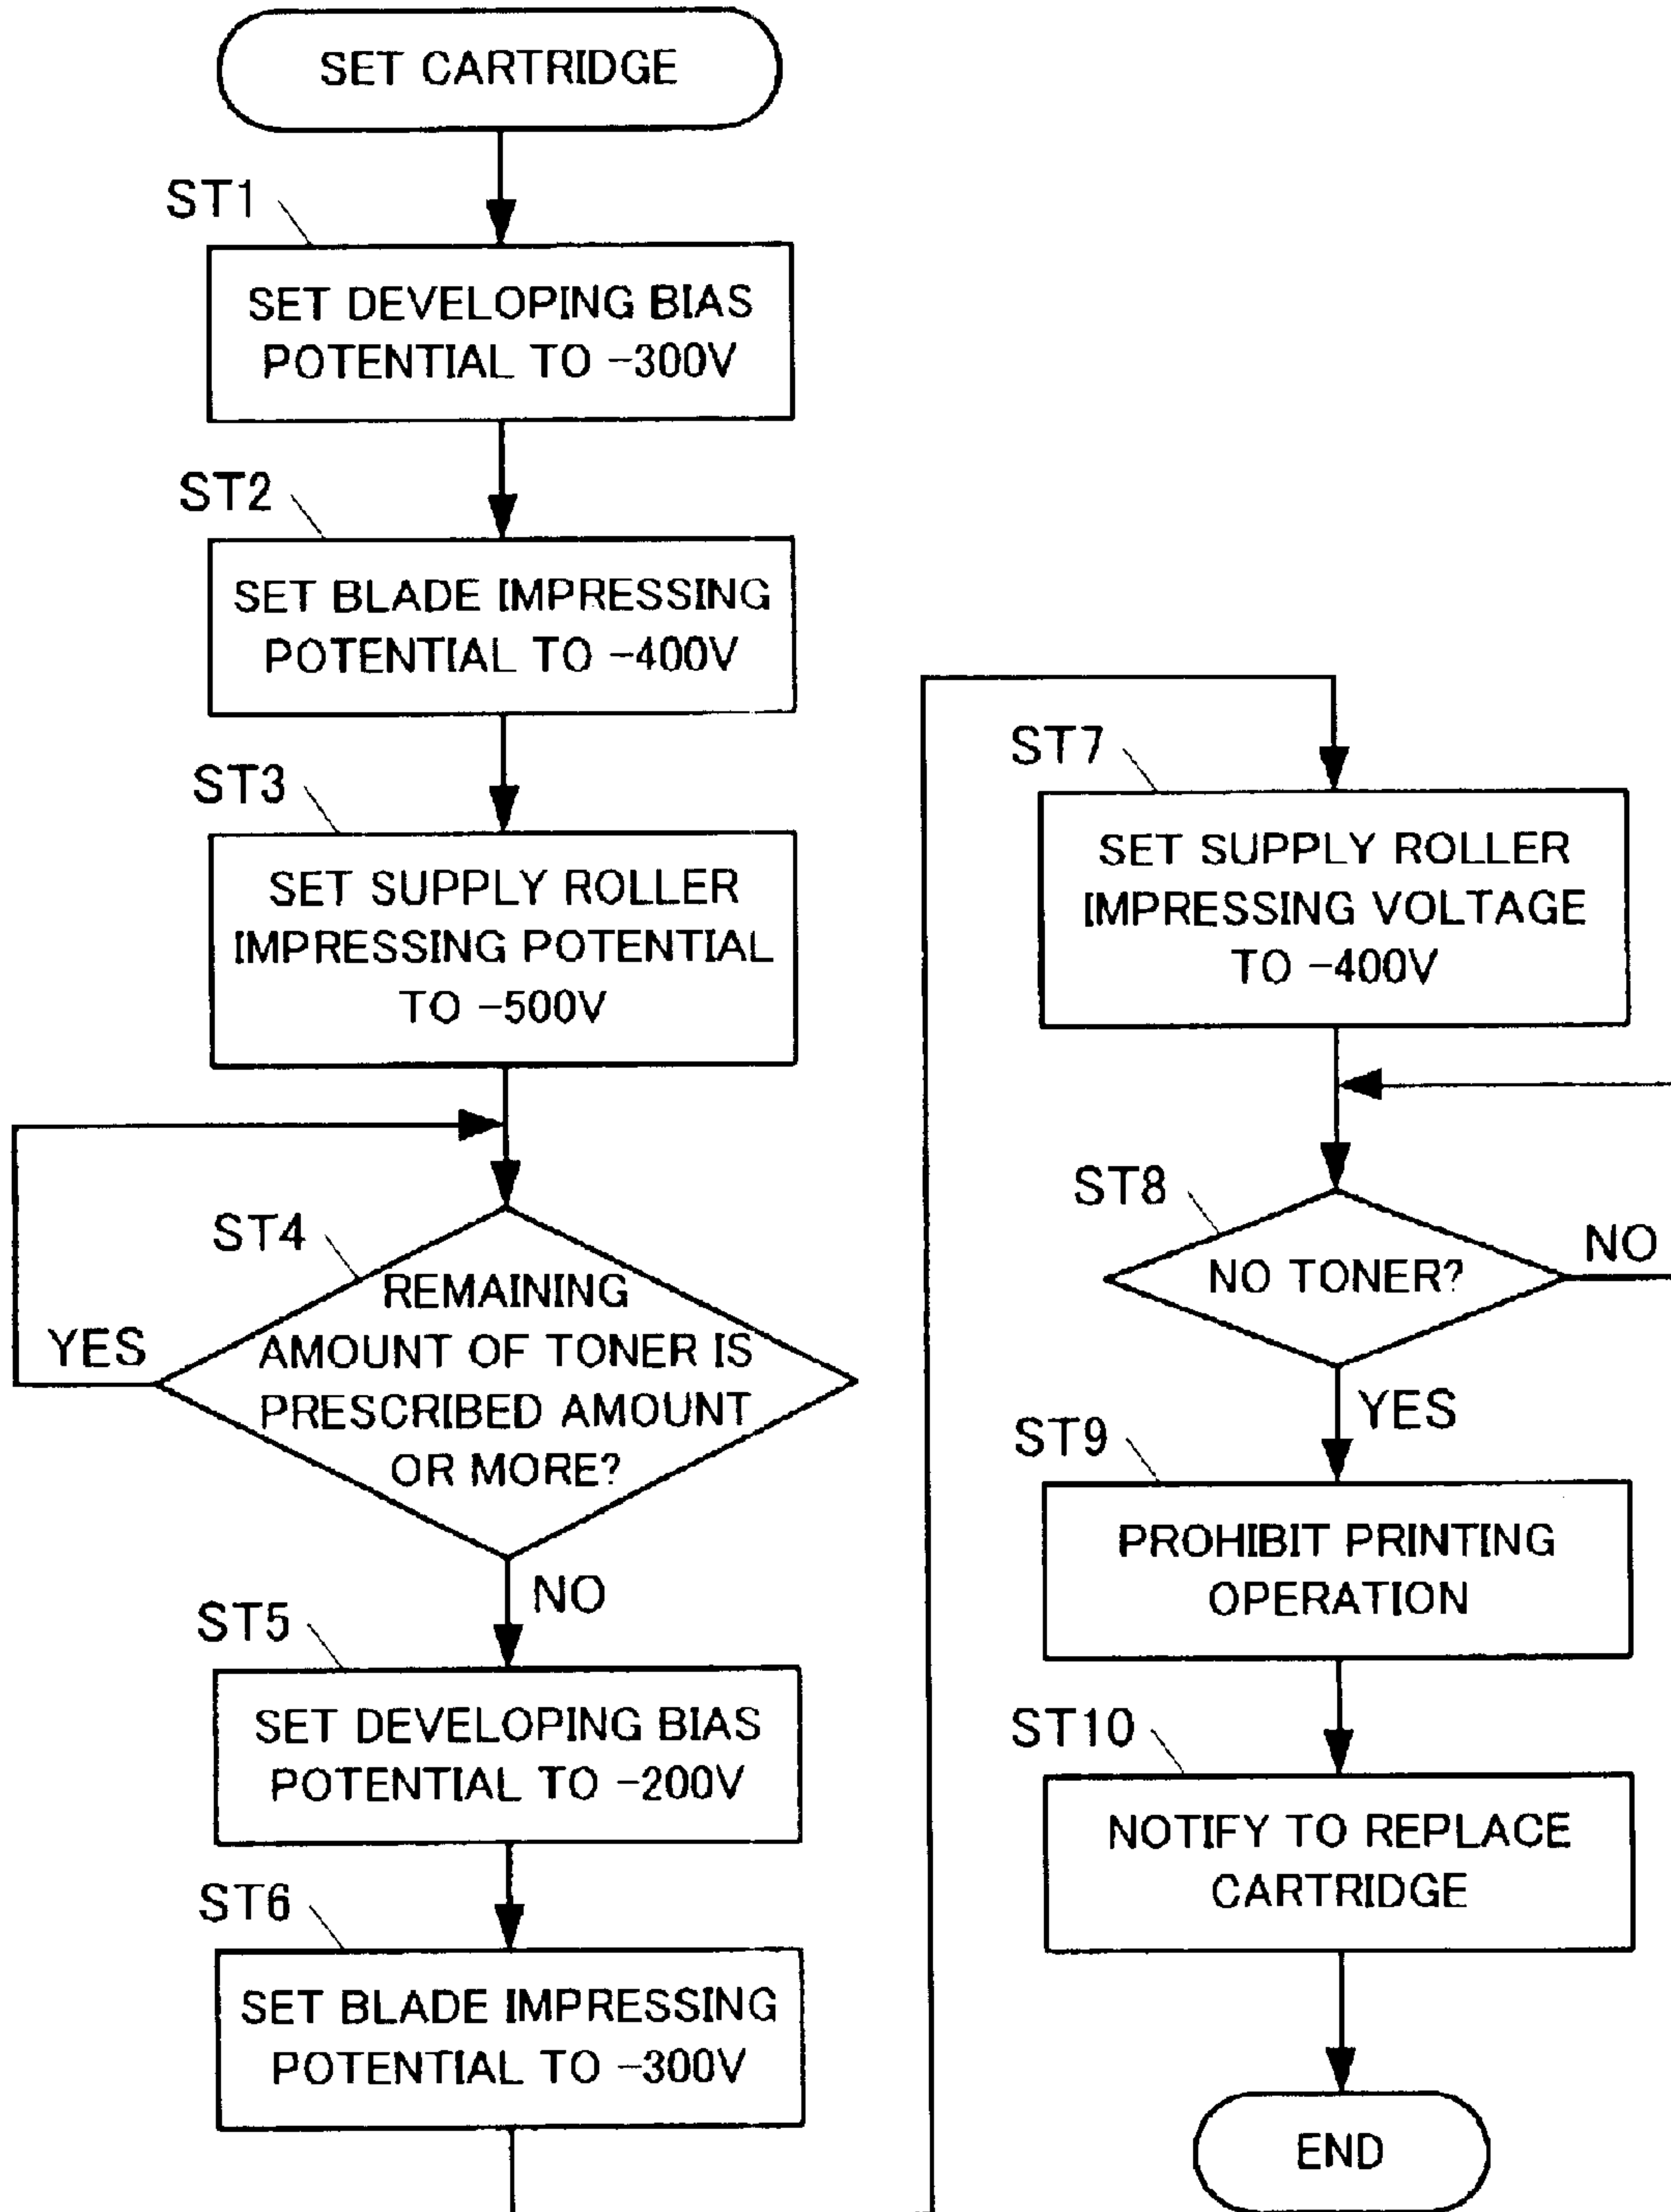 SET CARTRIDGE
ST1
SET DEVELOPING BIAS
POTENTIAL TO -300V
ST2
SET BLADE IMPRESSING
POTENTIAL TO -400V
ST3
SET SUPPLY ROLLER
IMPRESSING POTENTIAL
TO -500V
ST4
REMAINING
AMOUNT OF TONER IS
PRESCRIBED AMOUNT
OR MORE?
YES
NO
ST5
SET DEVELOPING BIAS
POTENTIAL TO -200V
ST6
SET BLADE IMPRESSING
POTENTIAL TO -300V
ST7
SET SUPPLY ROLLER
IMPRESSING VOLTAGE
TO -400V
ST8
NO TONER?
NO
YES
ST9
PROHIBIT PRINTING
OPERATION
ST10
NOTIFY TO REPLACE
CARTRIDGE
END